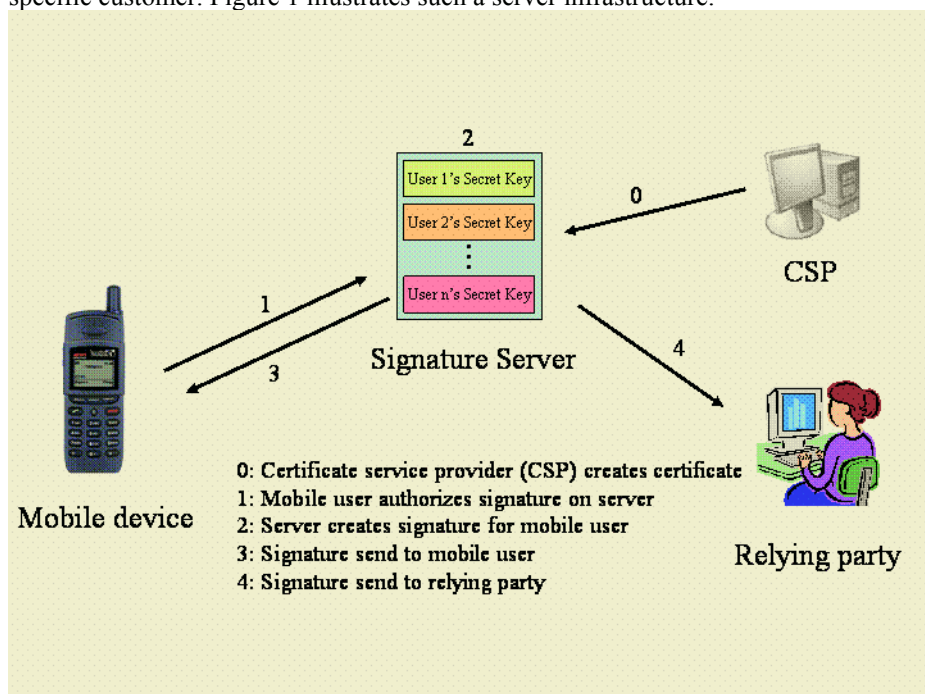 specific customer. Figure 1 illustrates such a server infrastructure.
2
User 1's Secret Key
User 2's Secret Key
User n's Secret Key
0
CSP
1
3
Signature Server
4
Mobile device
0: Certificate service provider (CSP) creates certificate
1: Mobile user authorizes signature on server
2: Server creates signature for mobile user
3: Signature send to mobile user
4: Signature send to relying party
Relying party